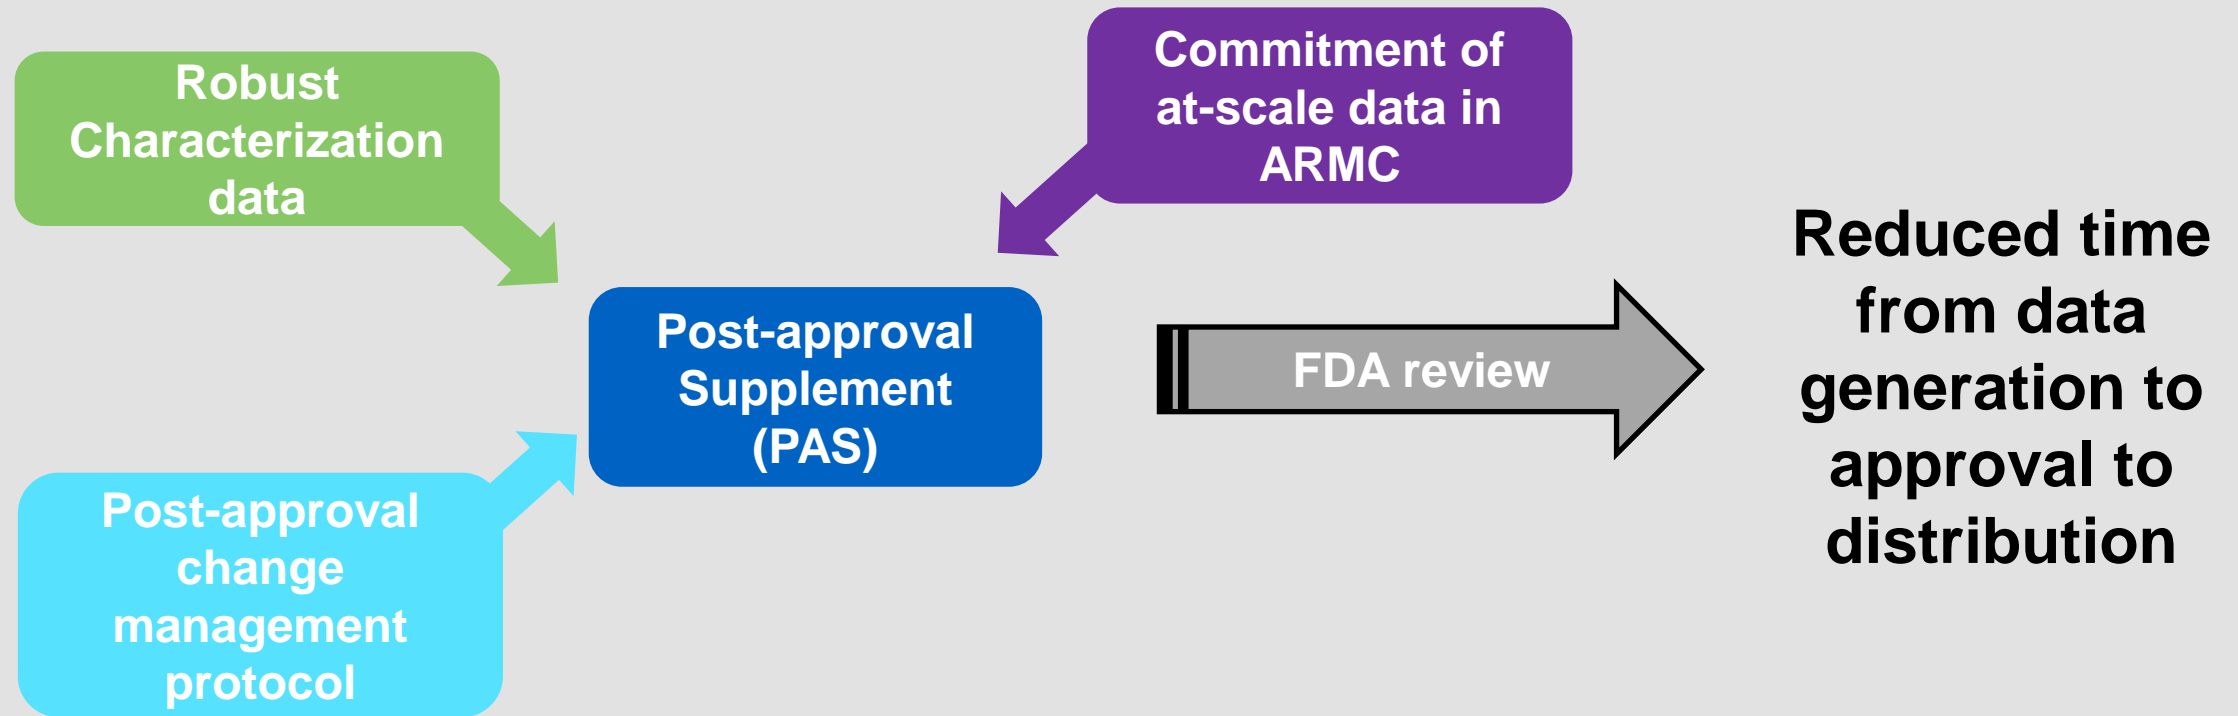 Robust
Characterization
data
Commitment of
at-scale data in
ARMC
Post-approval
Supplement
(PAS)
Post-approval
change
management
protocol
FDA review
Reduced time
from data
generation to
approval to
distribution